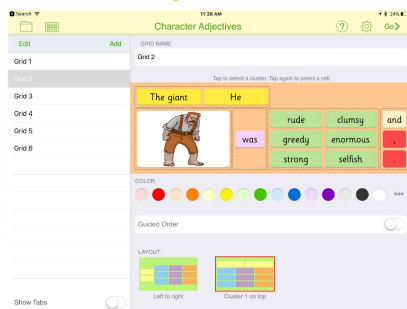 Search 11:38 AM 24%
Character Adjectives
? Go>
Edit Add
GRID NAME
Grid 2
Grid 1
Grid 2
Grid 3
Grid 4
Grid 5
Grid 6
Tap to select a cluster. Tap again to select a cell.
The giant He
was
rude clumsy and
greedy enormous ,
strong selfish .
COLOR
Guided Order
LAYOUT
Left to right Cluster 1 on top
Show Tabs